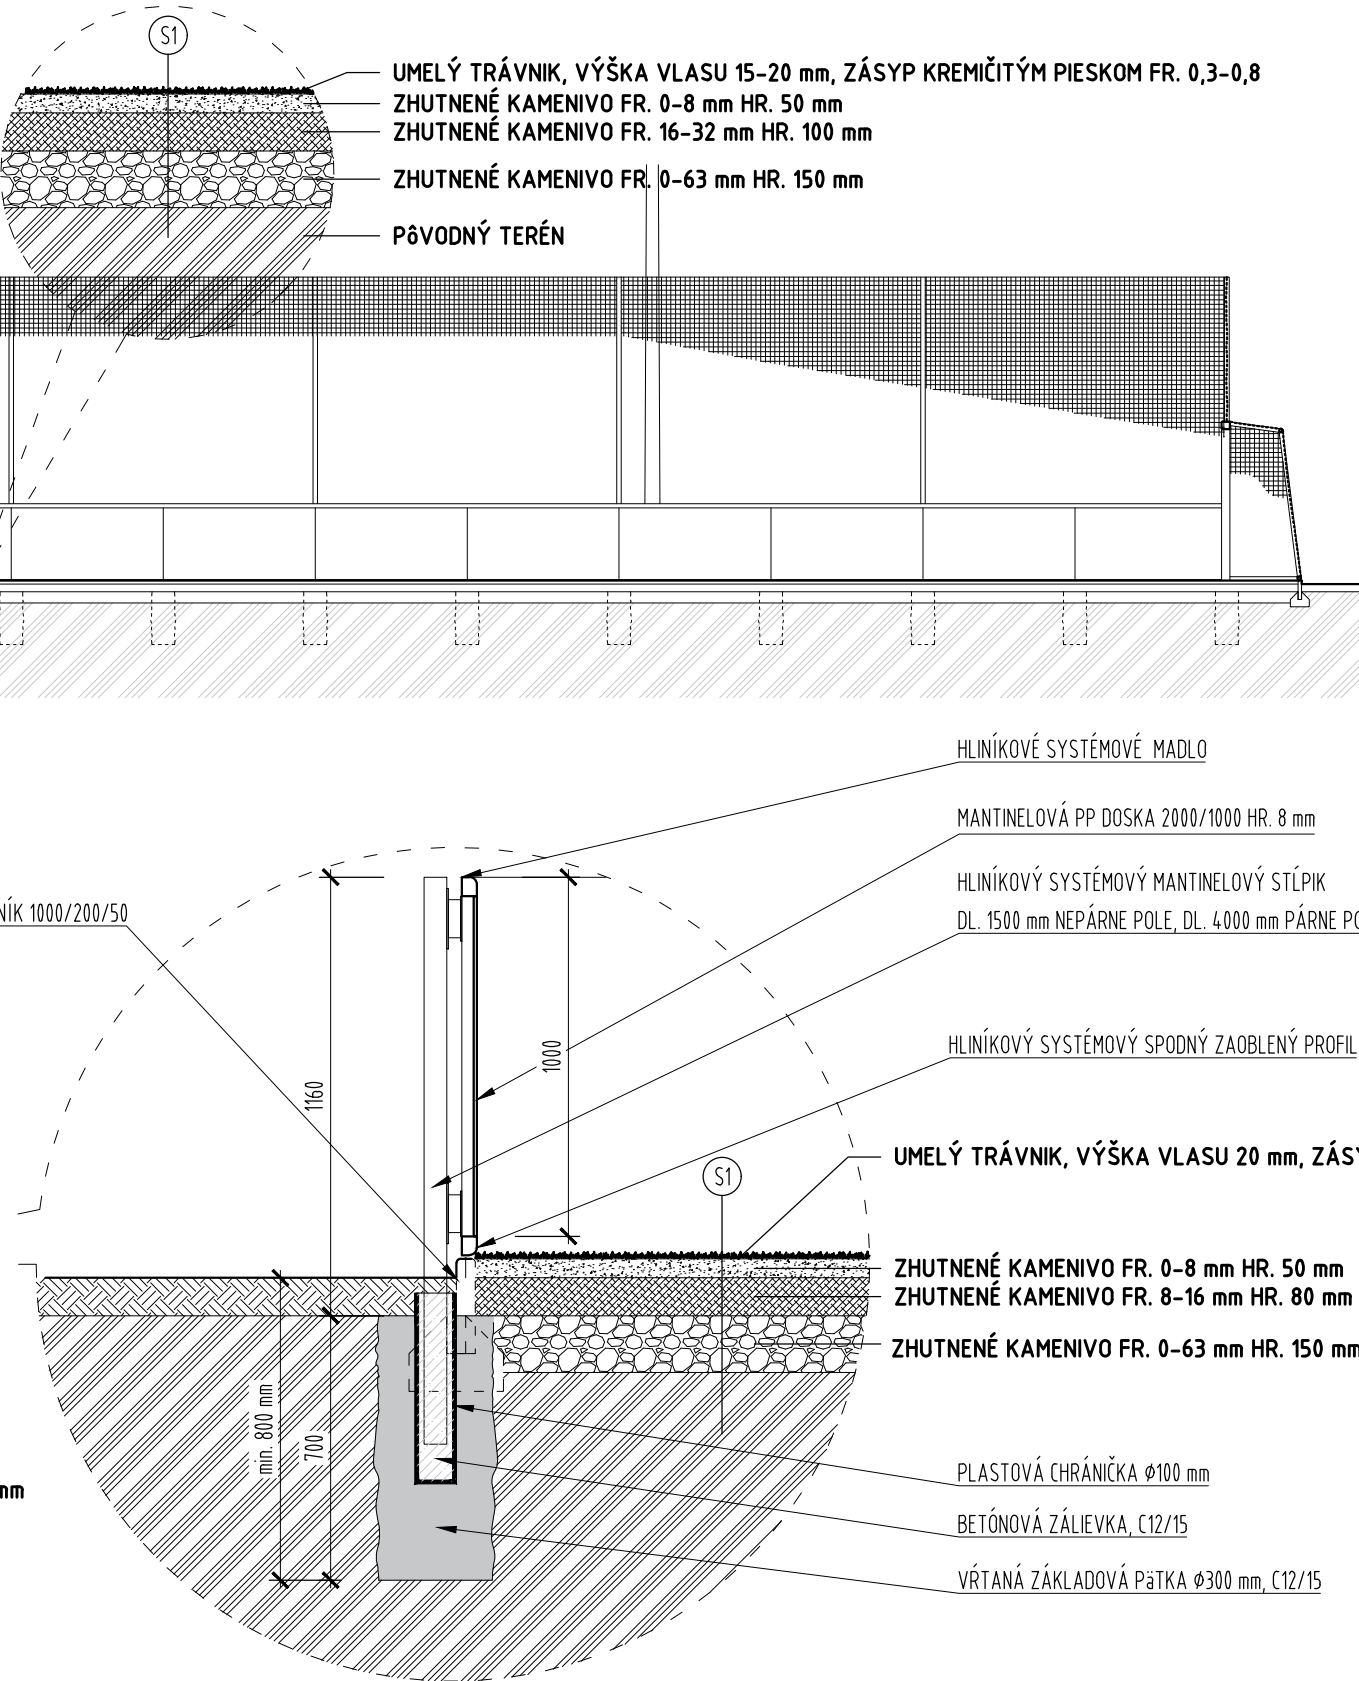 S1
UMELÝ TRÁVNIK, VÝŠKA VLASU 15-20 mm, ZÁSYP KREMIČITÝM PIESKOM FR. 0,3-0,8
ZHUTNENÉ KAMENIVO FR. 0-8 mm HR. 50 mm
ZHUTNENÉ KAMENIVO FR. 16-32 mm HR. 100 mm
ZHUTNENÉ KAMENIVO FR. 0-63 mm HR. 150 mm
PôVODNÝ TERÉN
HLINÍKOVÉ SYSTÉMOVÉ MADLO
MANTINELOVÁ PP DOSKA 2000/1000 HR. 8 mm
HLINÍKOVÝ SYSTÉMOVÝ MANTINELOVÝ STĹPIK
DL. 1500 mm NEPÁRNE POLE, DL. 4000 mm PÁRNE
NÍK 1000/200/50
1160
1000
HLINÍKOVÝ SYSTÉMOVÝ SPODNÝ ZAOBLENÝ PROFIL
UMELÝ TRÁVNIK, VÝŠKA VLASU 20 mm,
S1
ZHUTNENÉ KAMENIVO FR. 0-8 mm HR. 50 mm
ZHUTNENÉ KAMENIVO FR. 8-16 mm HR. 80 mm
ZHUTNENÉ KAMENIVO FR. 0-63 mm HR. 150 mm
min. 800 mm
700
mm
PLASTOVÁ CHRÁNIČKA Ø100 mm
BETÓNOVÁ ZÁLIEVKA, C12/15
VŔTANÁ ZÁKLADOVÁ PäTKA Ø300 mm, C12/15